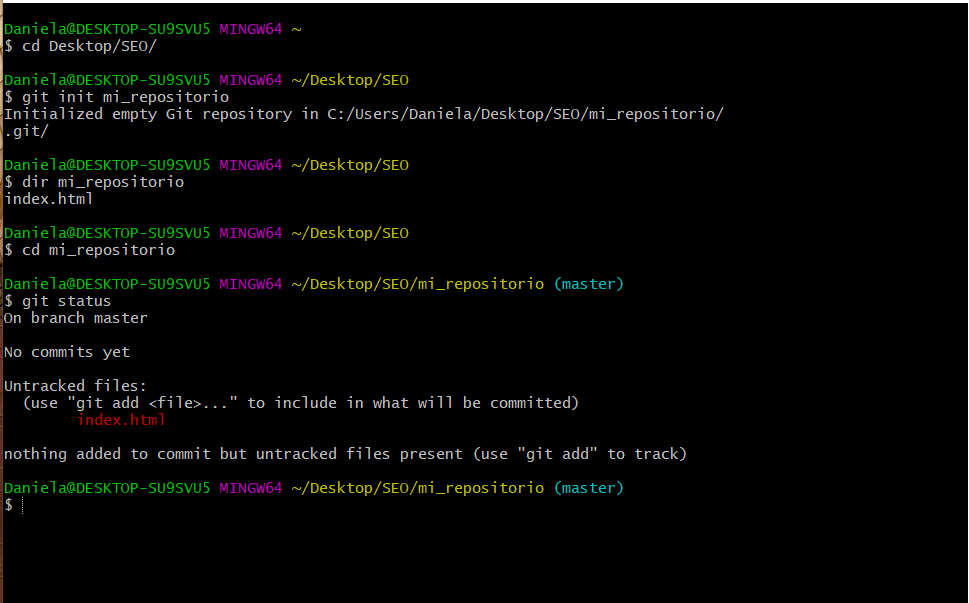 Daniela@DESKTOP-SU9SVU5 MINGW64 ~
$ cd Desktop/SEO/
Daniela@DESKTOP-SU9SVU5 MINGW64 ~/Desktop/SEO
$ git init mi_repositorio
Initialized empty Git repository in C:/Users/Daniela/Desktop/SEO/mi_repositorio/
.git/
Daniela@DESKTOP-SU9SVU5 MINGW64 ~/Desktop/SEO
$ dir mi_repositorio
index.html
Daniela@DESKTOP-SU9SVU5 MINGW64 ~/Desktop/SEO
$ cd mi_repositorio
Daniela@DESKTOP-SU9SVU5 MINGW64 ~/Desktop/SEO/mi_repositorio (master)
$ git status
On branch master
No commits yet
Untracked files:
(use "git add <file>..." to include in what will be committed)
index.html
nothing added to commit but untracked files present (use "git add" to track)
Daniela@DESKTOP-SU9SVU5 MINGW64 ~/Desktop/SEO/mi_repositorio (master)
$